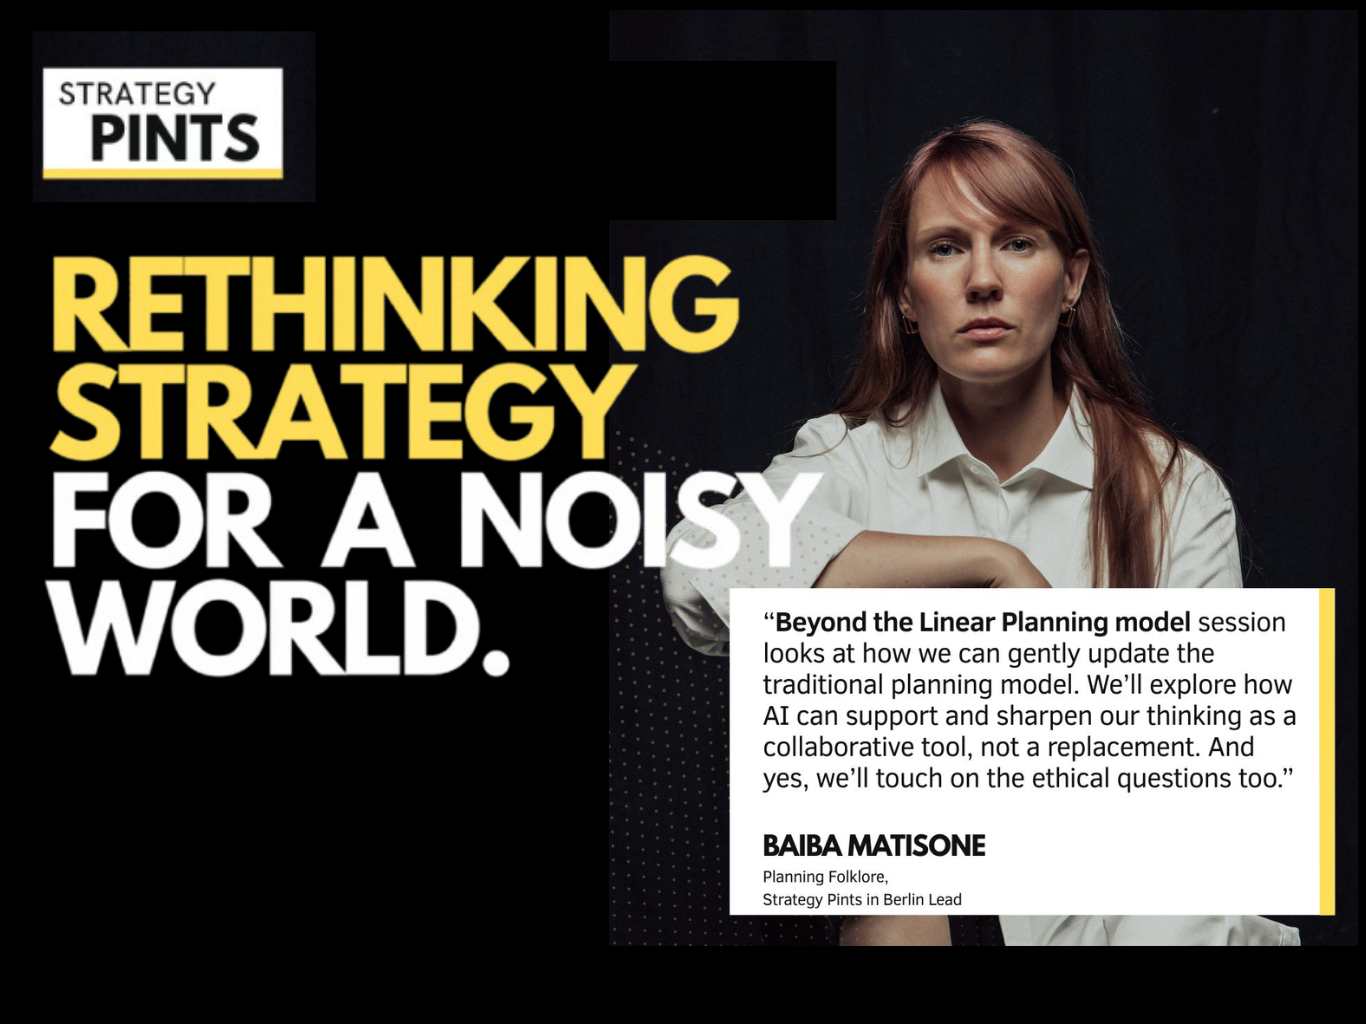 STRATEGY
PINTS
RETHINKING
STRATEGY
FOR A NOISY
WORLD.
“Beyond the Linear Planning model session
looks at how we can gently update the
traditional planning model. We’ll explore how
AI can support and sharpen our thinking as a
collaborative tool, not a replacement. And
yes, we’ll touch on the ethical questions too.”
BAIBA MATISONE
Planning Folklore,
Strategy Pints in Berlin Lead